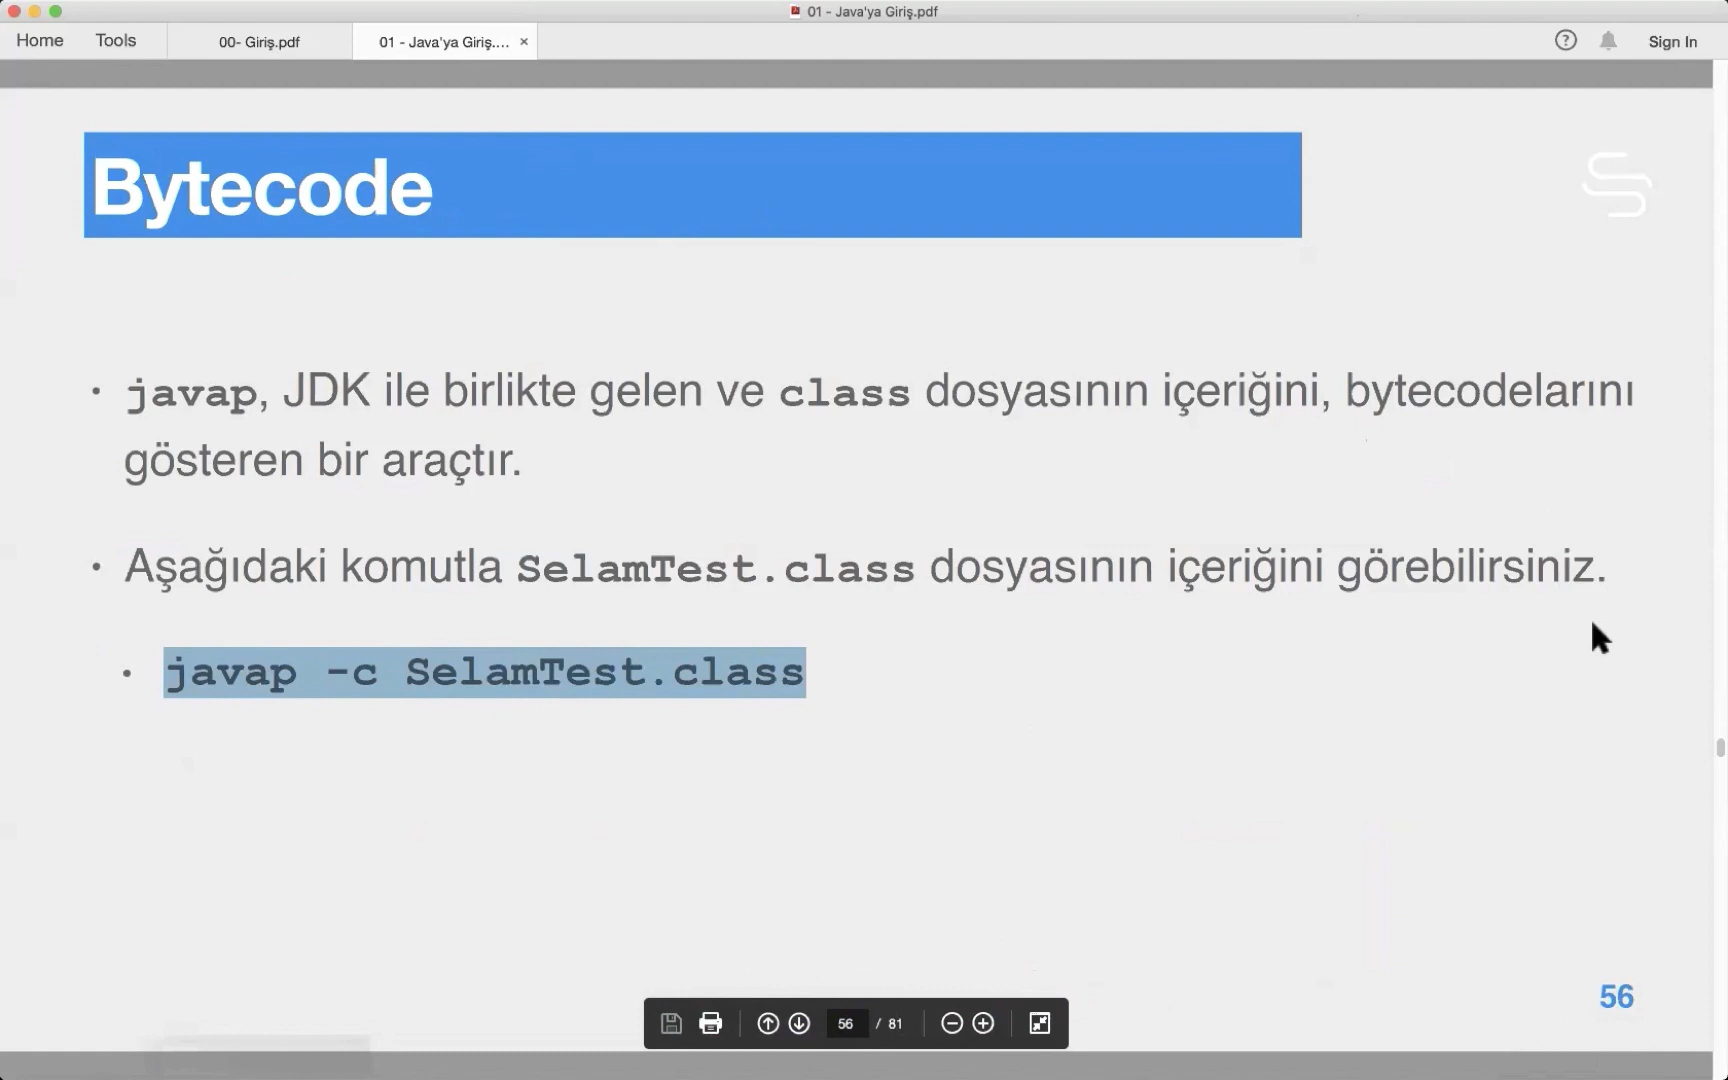 01 - Java'ya Giriş.pdf
Home Tools 00- Giriş.pdf 01 - Java'ya Giriş.... × ? Sign In
Bytecode
• javap, JDK ile birlikte gelen ve class dosyasının içeriğini, bytecodelarını
gösteren bir araçtır.
• Aşağıdaki komutla SelamTest.class dosyasının içeriğini görebilirsiniz.
• javap -c SelamTest.class
56
56 / 81